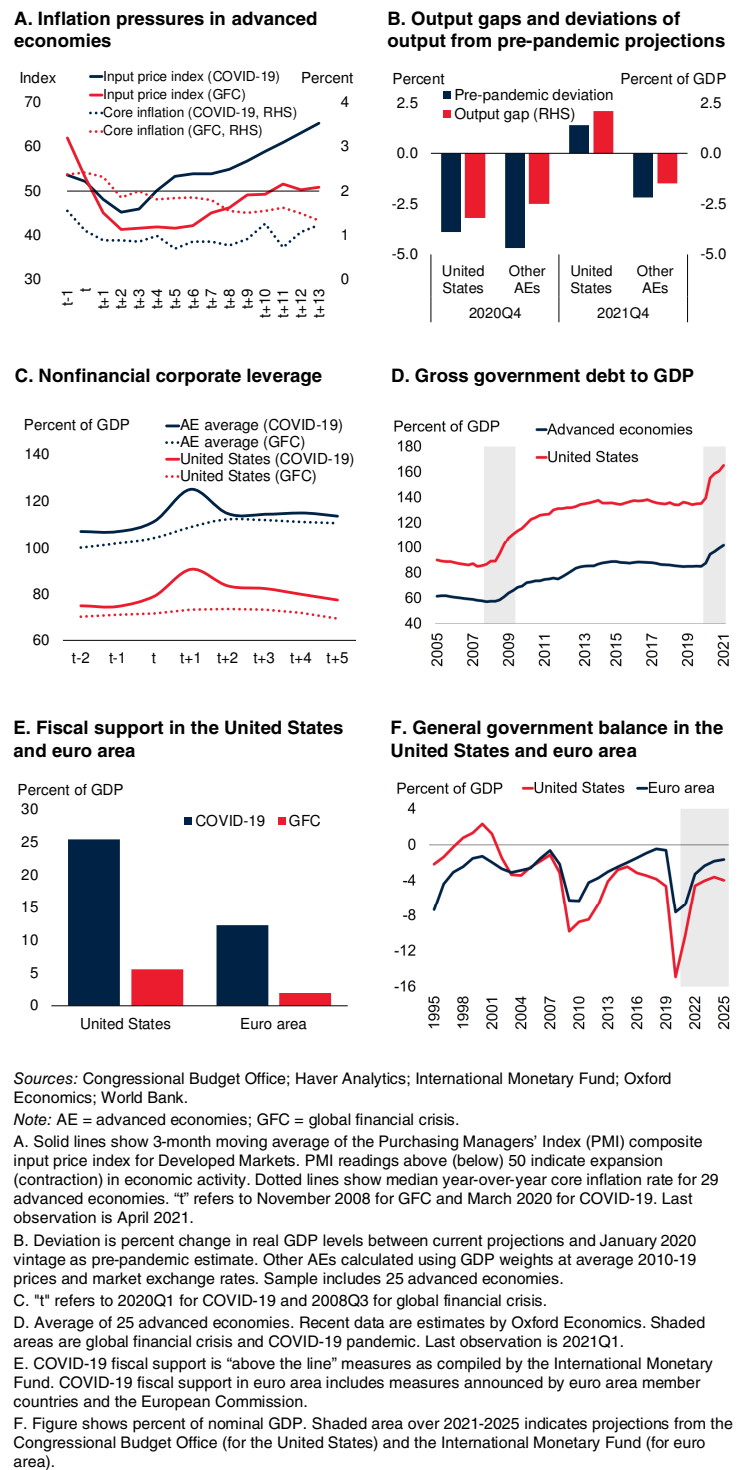 A. Inflation pressures in advanced
economies
Index
Percent
Input price index (COVID-19)
Input price index (GFC)
Core inflation (COVID-19, RHS)
Core inflation (GFC, RHS)
70
60
50
40
30
4
3
2
1
0
t-1
t
t+1
t+2
t+3
t+4
t+5
t+6
t+7
t+8
t+9
t+10
t+11
t+12
t+13
B. Output gaps and deviations of
output from pre-pandemic projections
Percent
Percent of GDP
Pre-pandemic deviation
Output gap (RHS)
2.5
0.0
-2.5
-5.0
2.5
0.0
-2.5
-5.0
United
States
Other
AEs
United
States
Other
AEs
2020Q4
2021Q4
C. Nonfinancial corporate leverage
Percent of GDP
AE average (COVID-19)
AE average (GFC)
United States (COVID-19)
United States (GFC)
140
120
100
80
60
t-2
t-1
t
t+1
t+2
t+3
t+4
t+5
D. Gross government debt to GDP
Percent of GDP
Advanced economies
United States
180
160
140
120
100
80
60
40
2005
2007
2009
2011
2013
2015
2017
2019
2021
E. Fiscal support in the United States
and euro area
Percent of GDP
COVID-19
GFC
30
25
20
15
10
5
0
United States
Euro area
F. General government balance in the
United States and euro area
Percent of GDP
United States
Euro area
4
0
-4
-8
-12
-16
1995
1998
2001
2004
2007
2010
2013
2016
2019
2022
2025
Sources: Congressional Budget Office; Haver Analytics; International Monetary Fund; Oxford
Economics; World Bank.
Note: AE = advanced economies; GFC = global financial crisis.
A. Solid lines show 3-month moving average of the Purchasing Managers' Index (PMI) composite
input price index for Developed Markets. PMI readings above (below) 50 indicate expansion
(contraction) in economic activity. Dotted lines show median year-over-year core inflation rate for 29
advanced economies. "t" refers to November 2008 for GFC and March 2020 for COVID-19. Last
observation is April 2021.
B. Deviation is percent change in real GDP levels between current projections and January 2020
vintage as pre-pandemic estimate. Other AEs calculated using GDP weights at average 2010-19
prices and market exchange rates. Sample includes 25 advanced economies.
C. "t" refers to 2020Q1 for COVID-19 and 2008Q3 for global financial crisis.
D. Average of 25 advanced economies. Recent data are estimates by Oxford Economics. Shaded
areas are global financial crisis and COVID-19 pandemic. Last observation is 2021Q1.
E. COVID-19 fiscal support is "above the line" measures as compiled by the International Monetary
Fund. COVID-19 fiscal support in euro area includes measures announced by euro area member
countries and the European Commission.
F. Figure shows percent of nominal GDP. Shaded area over 2021-2025 indicates projections from the
Congressional Budget Office (for the United States) and the International Monetary Fund (for euro
area).